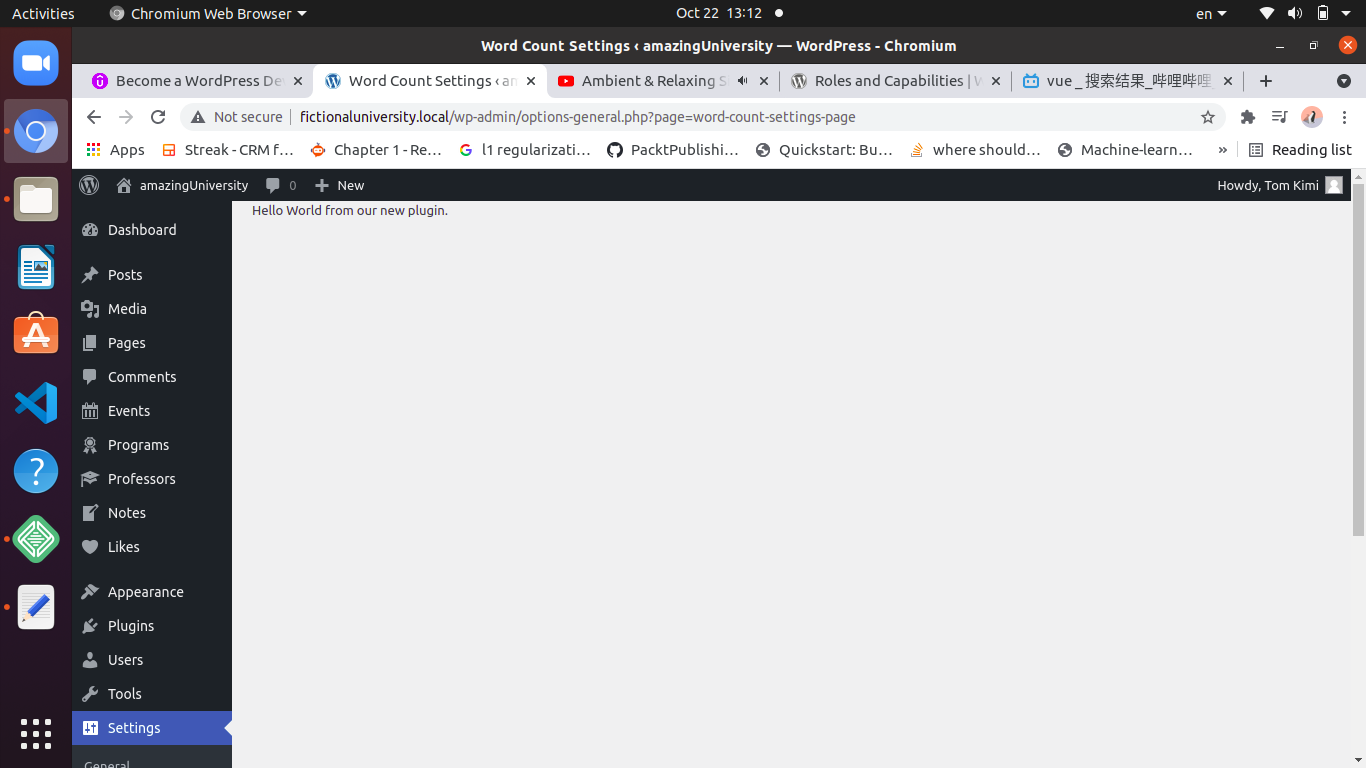 Activities Chromium Web Browser Oct 22 13:12 en
Word Count Settings ‹ amazingUniversity — WordPress - Chromium
Become a WordPress De Word Count Settings ‹ am Ambient & Relaxing S Roles and Capabilities | W vue _ 搜索结果_哔哩哔哩_
Not secure fictionaluniversity.local/wp-admin/options-general.php?page=word-count-settings-page
Apps Streak - CRM f… Chapter 1 - Re… l1 regularizati… PacktPublishi… Quickstart: Bu… where should… Machine-learn… » Reading list
amazingUniversity 0 New Howdy, Tom Kimi
Hello World from our new plugin.
Dashboard
Posts
Media
Pages
Comments
Events
Programs
Professors
Notes
Likes
Appearance
Plugins
Users
Tools
Settings
General